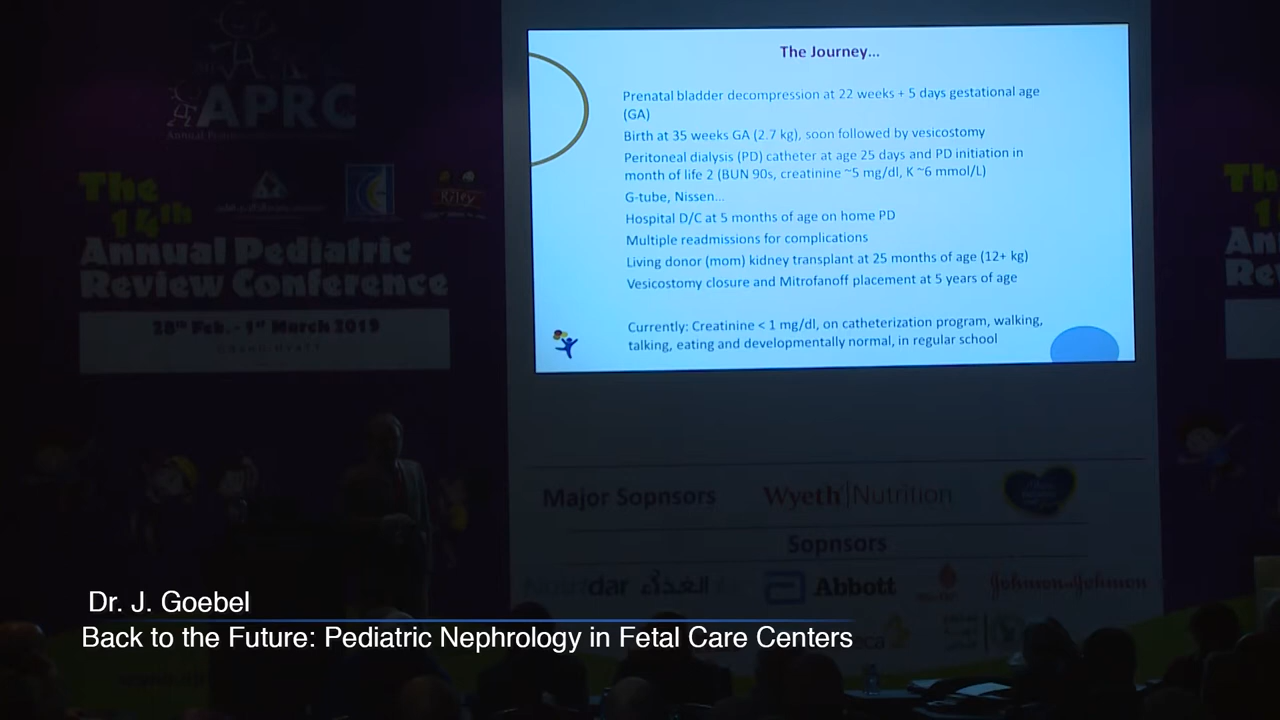 The Journey...
Prenatal bladder decompression at 22 weeks + 5 days gestational age
(GA)
Birth at 35 weeks GA (2.7 kg), soon followed by vesicostomy
Peritoneal dialysis (PD) catheter at age 25 days and PD initiation in
month of life 2 (BUN 90s, creatinine ~5 mg/dl, K ~6 mmol/L)
G-tube, Nissen...
Hospital D/C at 5 months of age on home PD
Multiple readmissions for complications
Living donor (mom) kidney transplant at 25 months of age (12+ kg)
Vesicostomy closure and Mitrofanoff placement at 5 years of age
Currently: Creatinine < 1 mg/dl, on catheterization program, walking,
talking, eating and developmentally normal, in regular school
APRC
The
14th
Annual Pediatric
Review Conference
28th Feb. - 1st March 2019
Major Sopnsors
Wyeth Nutrition
Sopnsors
Abbott
Johnson & Johnson
Dr. J. Goebel
Back to the Future: Pediatric Nephrology in Fetal Care Centers